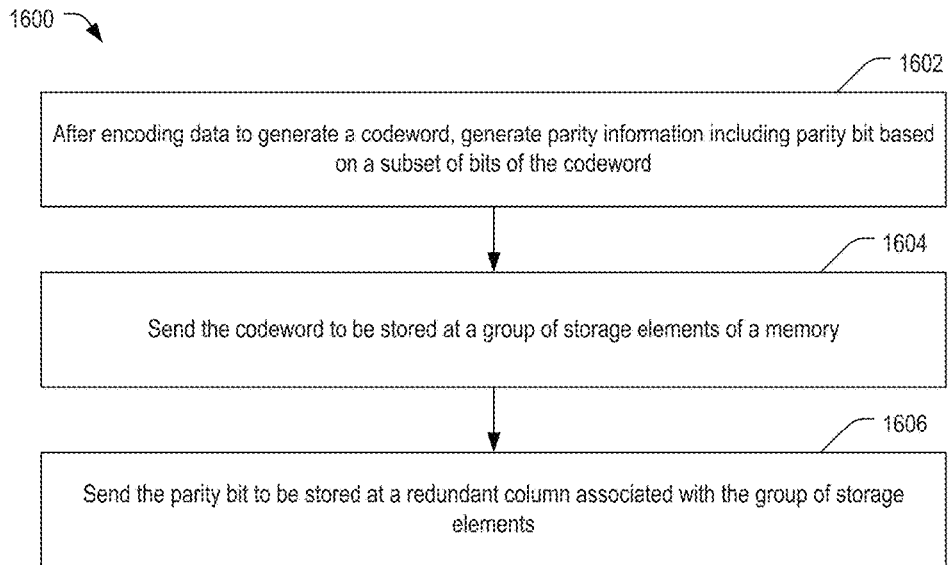 1600
1602
After encoding data to generate a codeword, generate parity information including parity bit based
on a subset of bits of the codeword
1604
Send the codeword to be stored at a group of storage elements of a memory
1606
Send the parity bit to be stored at a redundant column associated with the group of storage
elements